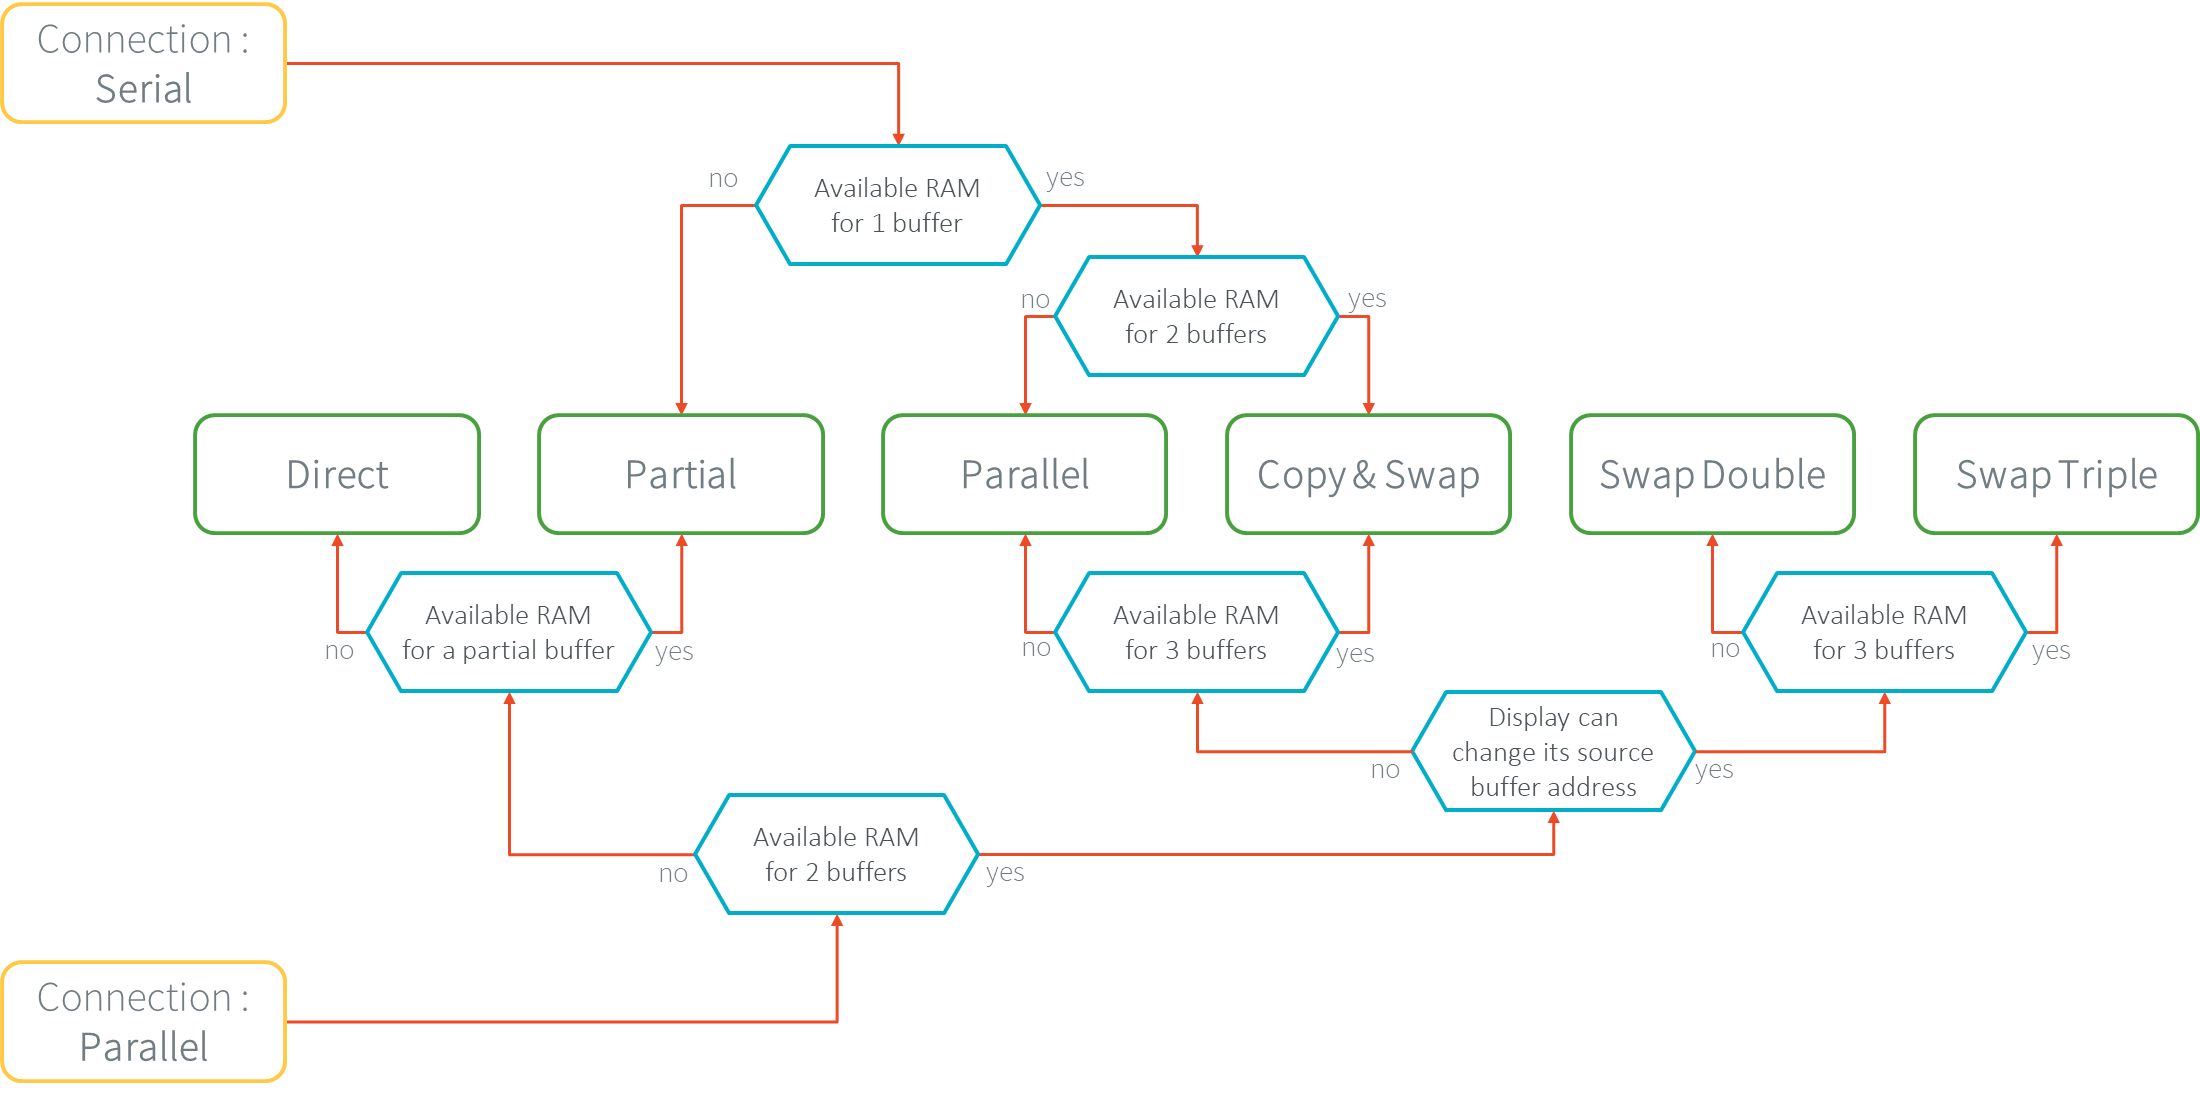 Connection :
Serial
no
yes
Available RAM
for 1 buffer
no
yes
Available RAM
for 2 buffers
Direct
Partial
Parallel
Copy & Swap
Swap Double
Swap Triple
Available RAM
for a partial buffer
no
yes
Available RAM
for 3 buffers
no
yes
Available RAM
for 3 buffers
no
yes
Display can
change its source
buffer address
no
yes
Available RAM
for 2 buffers
no
yes
Connection :
Parallel